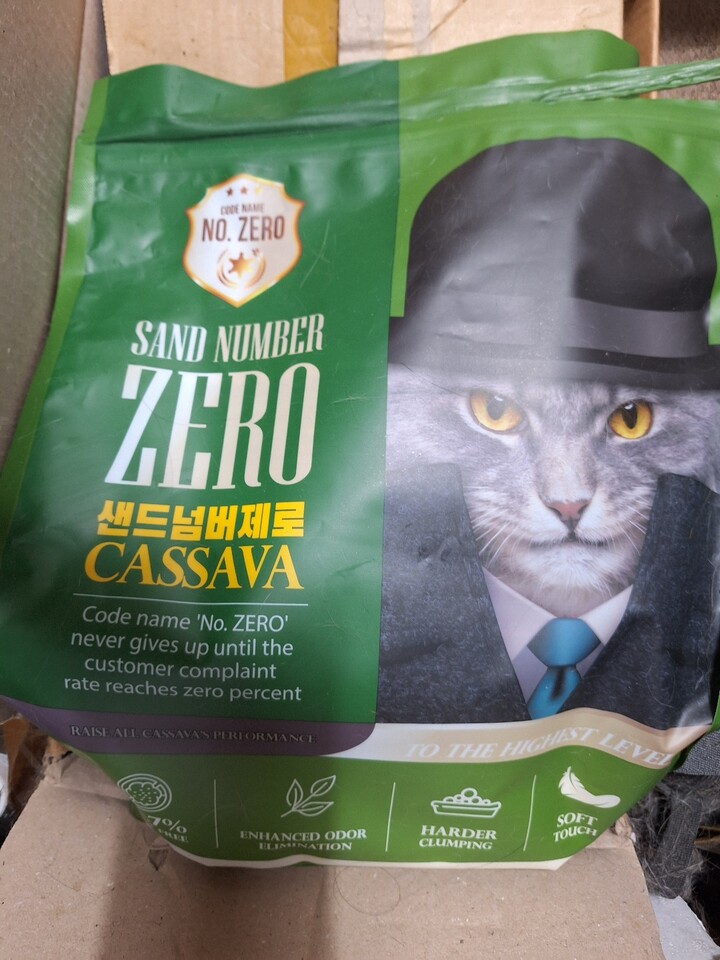 CODE NAME
NO. ZERO
SAND NUMBER
ZERO
샌드넘버제로
CASSAVA
Code name 'No. ZERO'
never gives up until the
customer complaint
rate reaches zero percent
RAISE ALL CASSAVA'S PERFORMANCE
TO THE HIGHEST LEVEL
7%
ENHANCED ODOR
ELIMINATION
HARDER
CLUMPING
SOFT
TOUCH